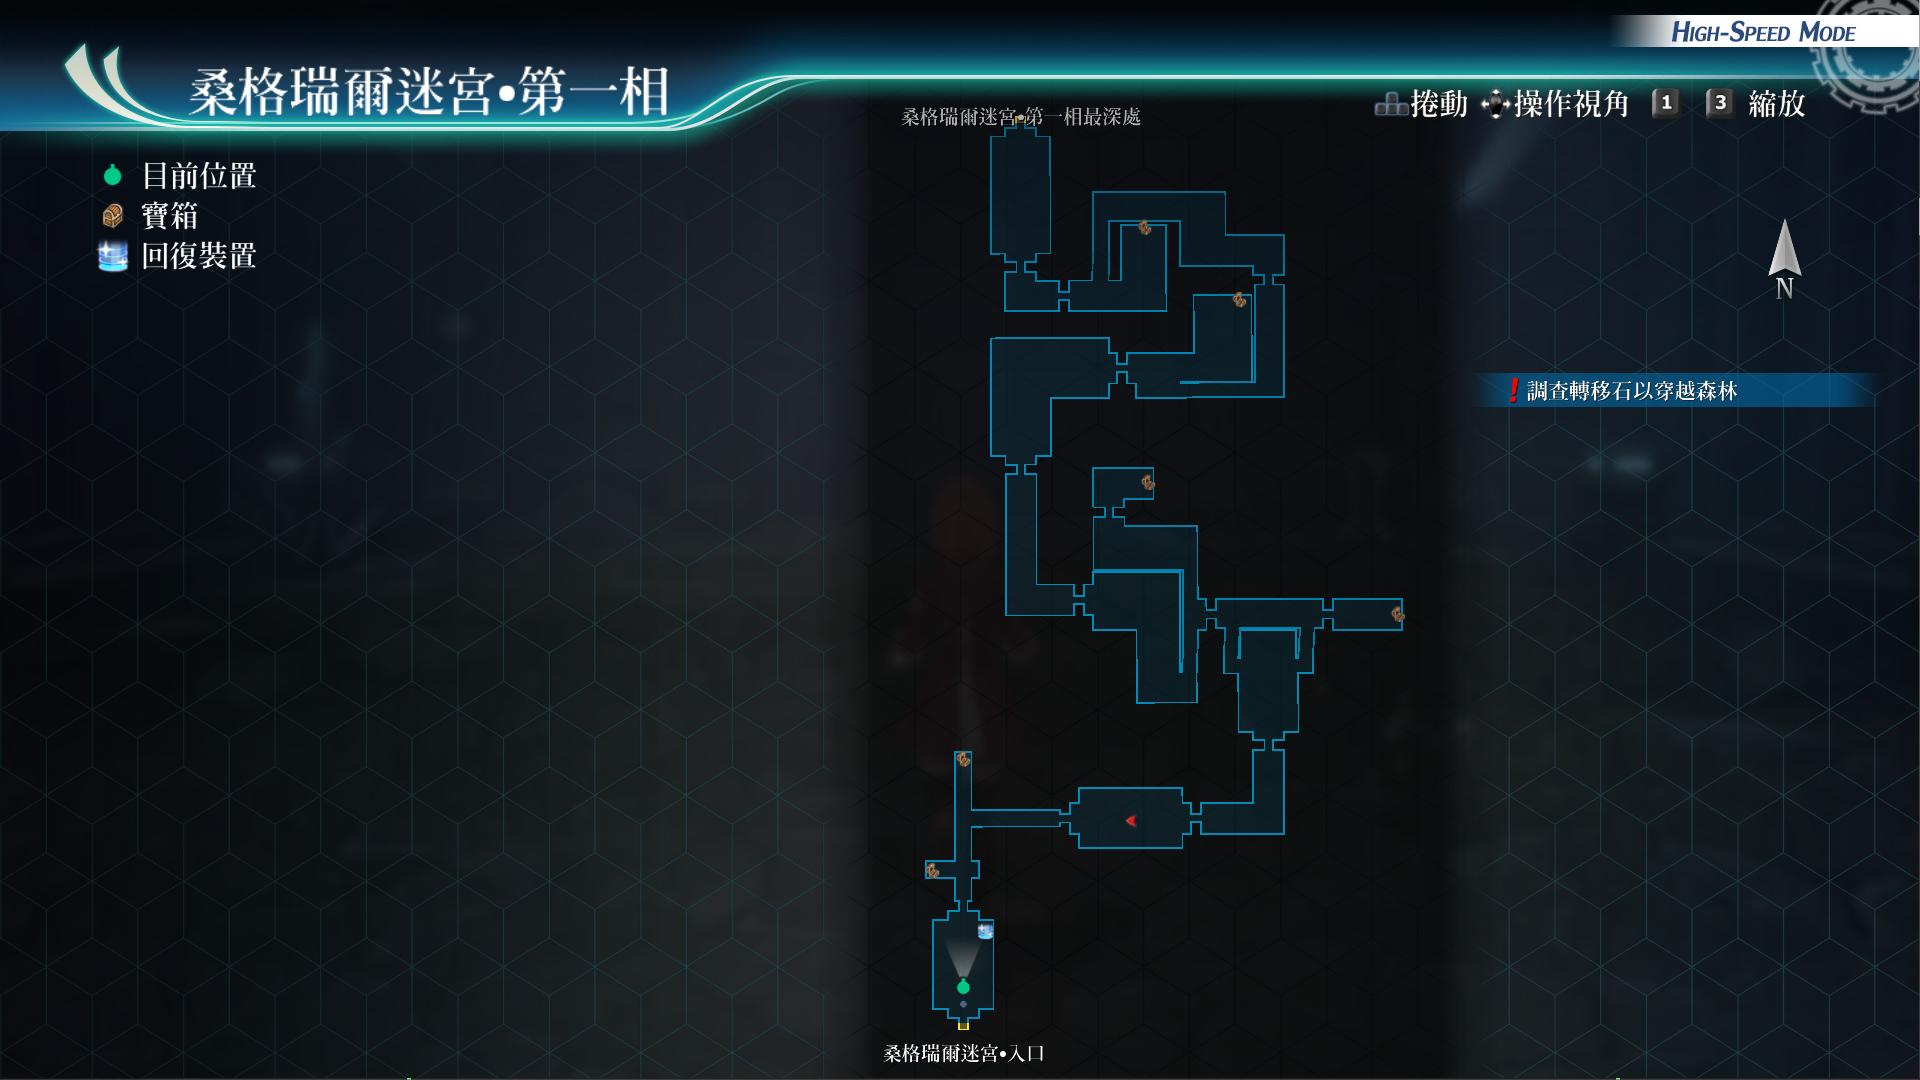 HIGH-SPEED MODE
桑格瑞爾迷宮•第一相
捲動 操作視角 1 3 縮放
桑格瑞爾迷宮•第一相最深處
目前位置
寶箱
回復裝置
N
!調查轉移石以穿越森林
桑格瑞爾迷宮•入口